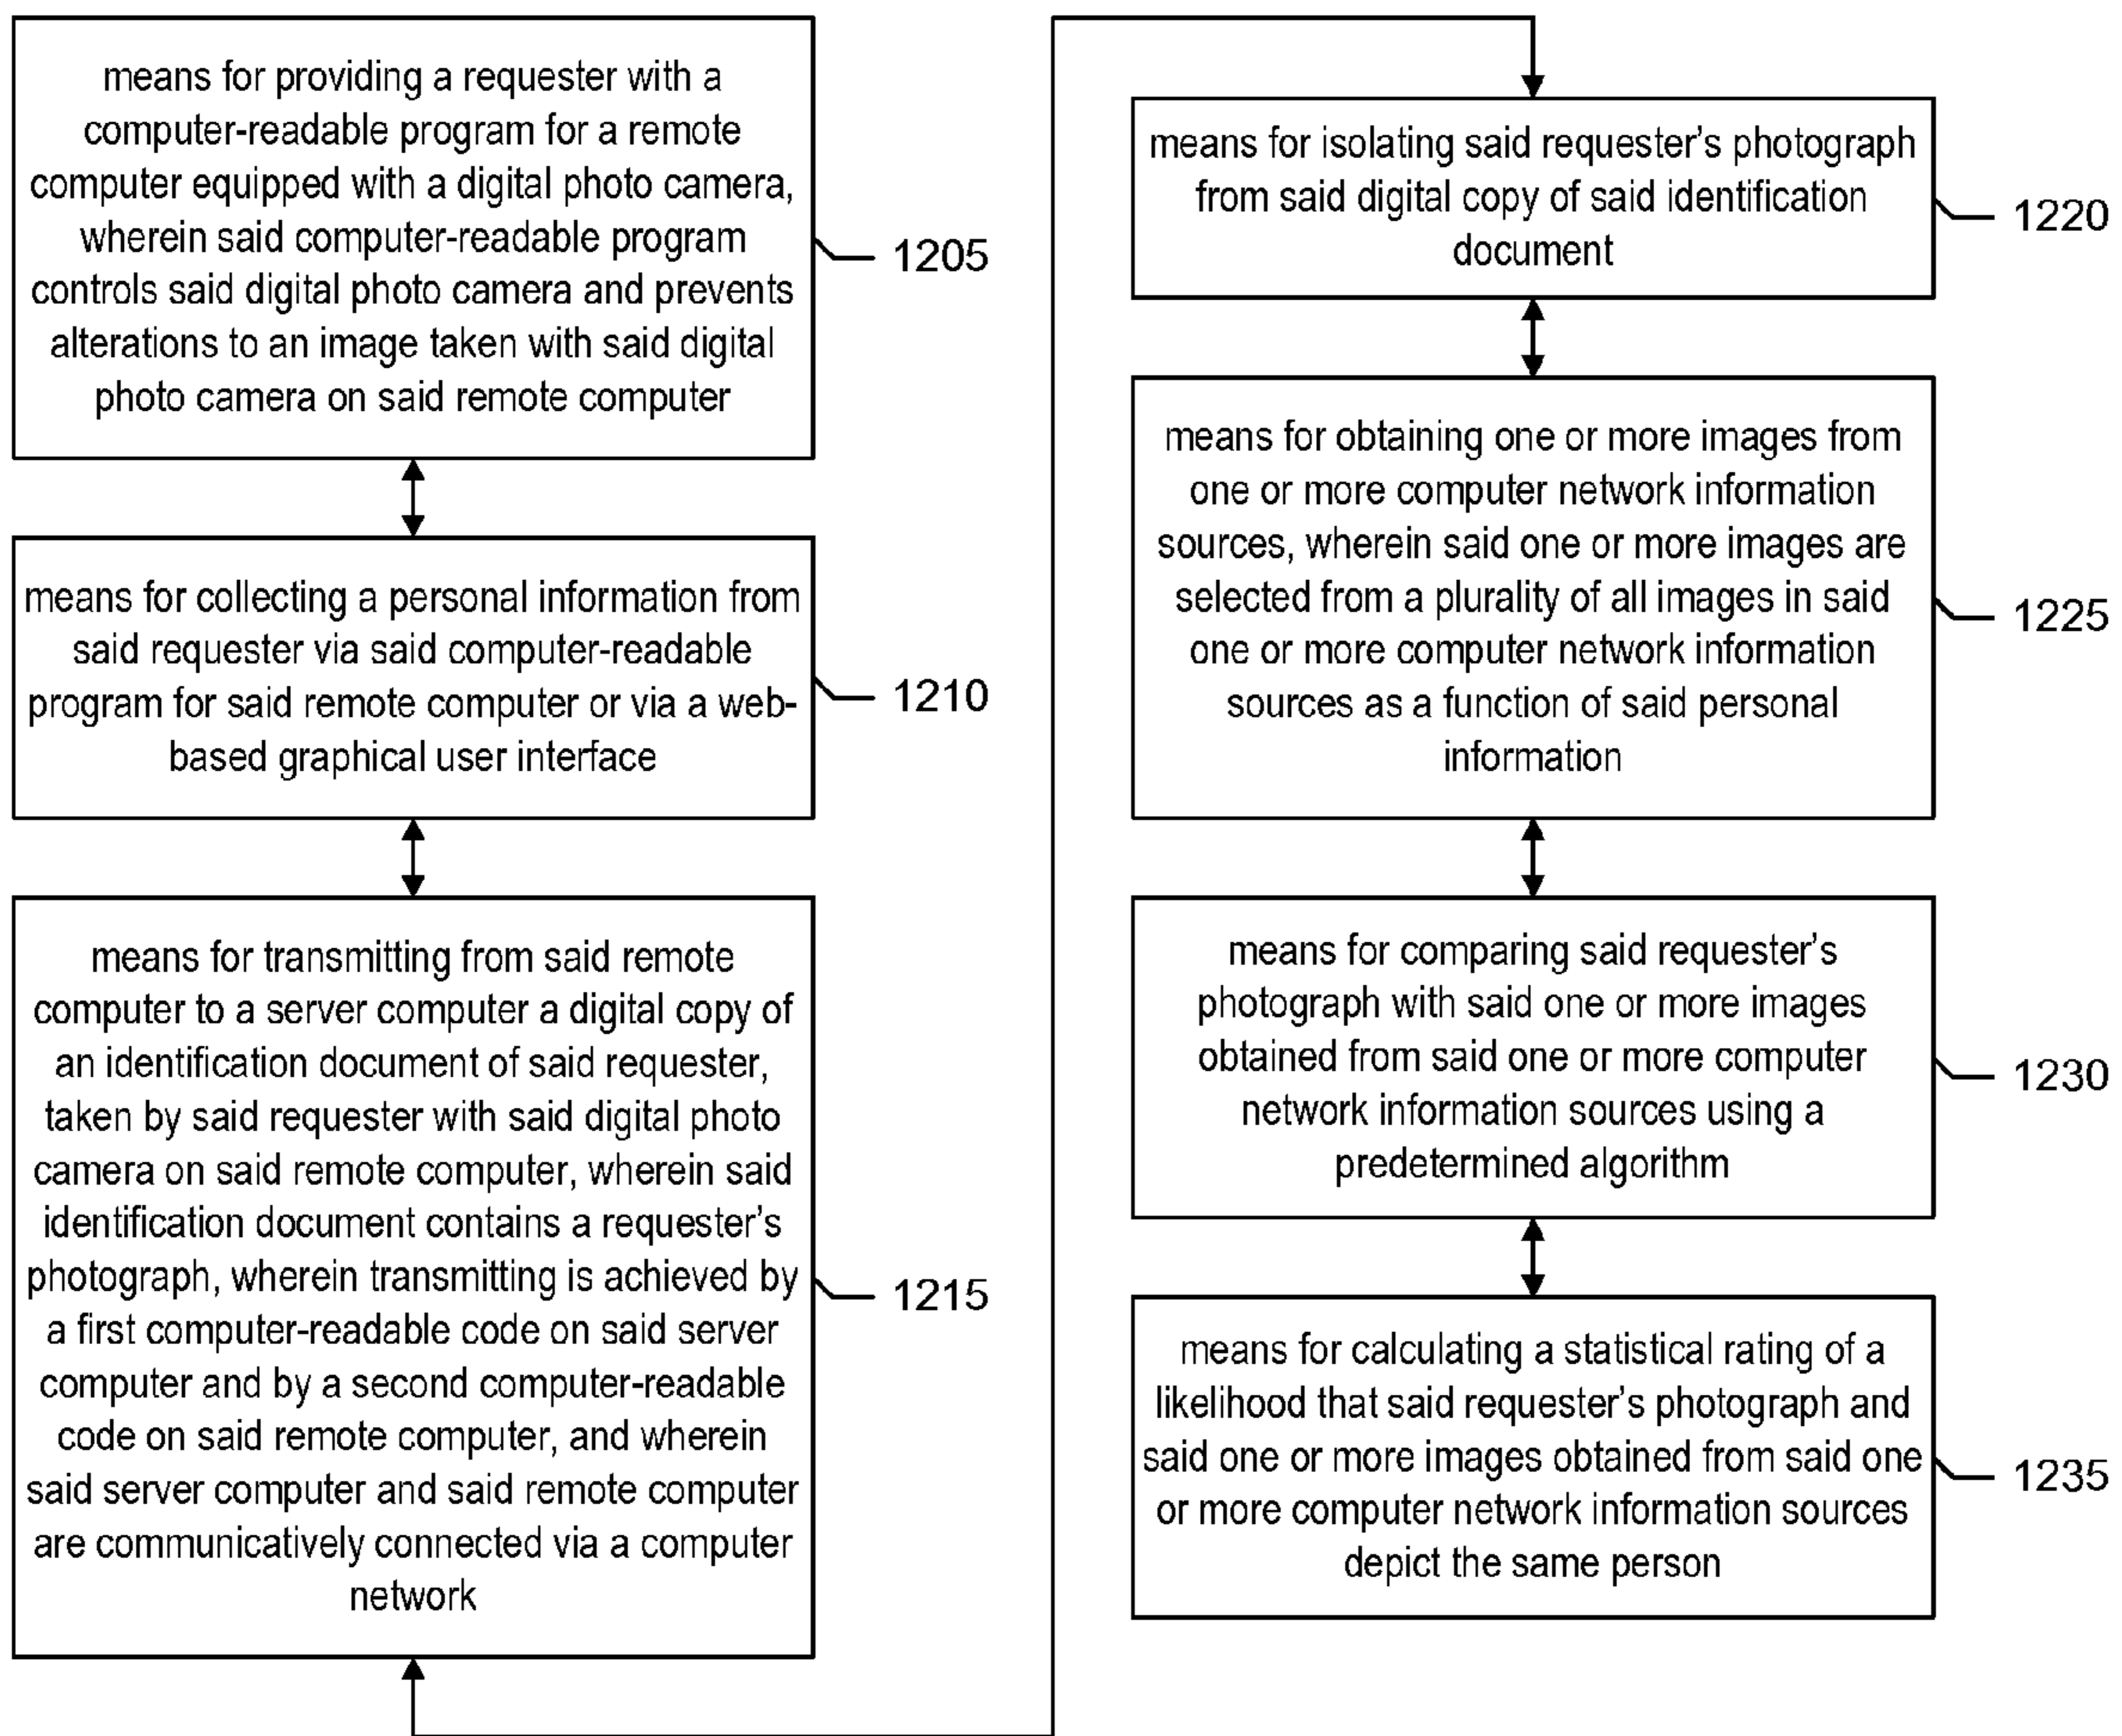 means for providing a requester with a
computer-readable program for a remote
computer equipped with a digital photo camera,
wherein said computer-readable program
controls said digital photo camera and prevents
alterations to an image taken with said digital
photo camera on said remote computer
1205
means for collecting a personal information from
said requester via said computer-readable
program for said remote computer or via a web-
based graphical user interface
1210
means for transmitting from said remote
computer to a server computer a digital copy of
an identification document of said requester,
taken by said requester with said digital photo
camera on said remote computer, wherein said
identification document contains a requester's
photograph, wherein transmitting is achieved by
a first computer-readable code on said server
computer and by a second computer-readable
code on said remote computer, and wherein
said server computer and said remote computer
are communicatively connected via a computer
network
1215
means for isolating said requester's photograph
from said digital copy of said identification
document
1220
means for obtaining one or more images from
one or more computer network information
sources, wherein said one or more images are
selected from a plurality of all images in said
one or more computer network information
sources as a function of said personal
information
1225
means for comparing said requester's
photograph with said one or more images
obtained from said one or more computer
network information sources using a
predetermined algorithm
1230
means for calculating a statistical rating of a
likelihood that said requester's photograph and
said one or more images obtained from said one
or more computer network information sources
depict the same person
1235